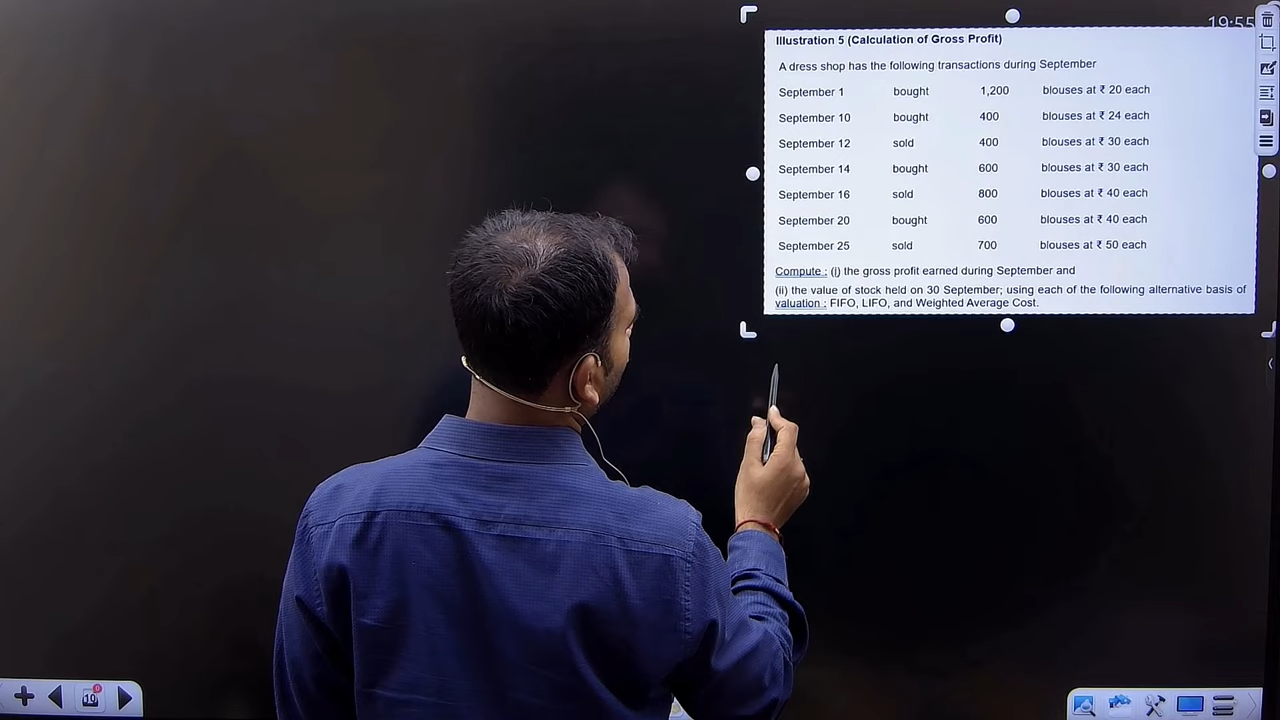 19:55
Illustration 5 (Calculation of Gross Profit)
A dress shop has the following transactions during September
September 1 bought 1,200 blouses at ₹ 20 each
September 10 bought 400 blouses at ₹ 24 each
September 12 sold 400 blouses at ₹ 30 each
September 14 bought 600 blouses at ₹ 30 each
September 16 sold 800 blouses at ₹ 40 each
September 20 bought 600 blouses at ₹ 40 each
September 25 sold 700 blouses at ₹ 50 each
Compute : (i) the gross profit earned during September and
(ii) the value of stock held on 30 September; using each of the following alternative basis of
valuation : FIFO, LIFO, and Weighted Average Cost.
10